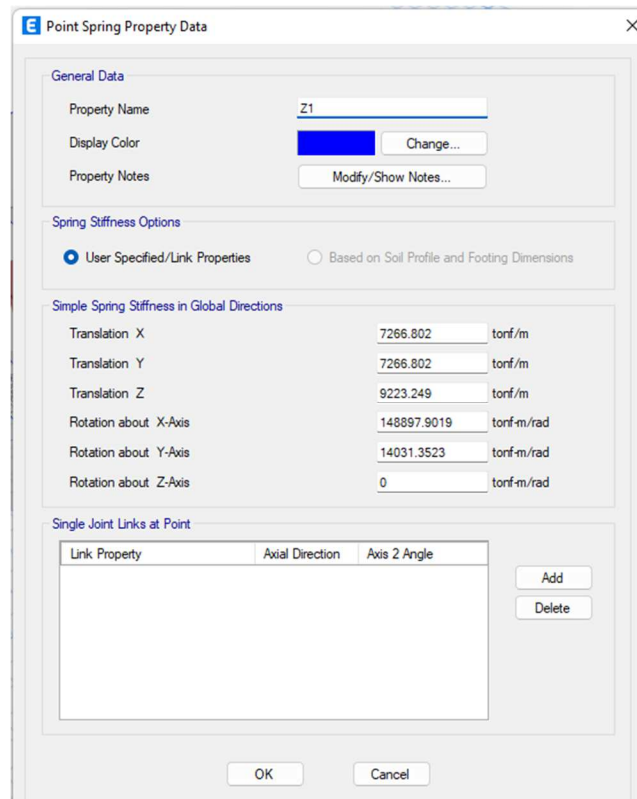 E Point Spring Property Data
General Data
Property Name Z1
Display Color Change...
Property Notes Modify/Show Notes...
Spring Stiffness Options
User Specified/Link Properties Based on Soil Profile and Footing Dimensions
Simple Spring Stiffness in Global Directions
Translation X 7266.802 tonf/m
Translation Y 7266.802 tonf/m
Translation Z 9223.249 tonf/m
Rotation about X-Axis 148897.9019 tonf-m/rad
Rotation about Y-Axis 14031.3523 tonf-m/rad
Rotation about Z-Axis 0 tonf-m/rad
Single Joint Links at Point
Link Property Axial Direction Axis 2 Angle
Add
Delete
OK Cancel